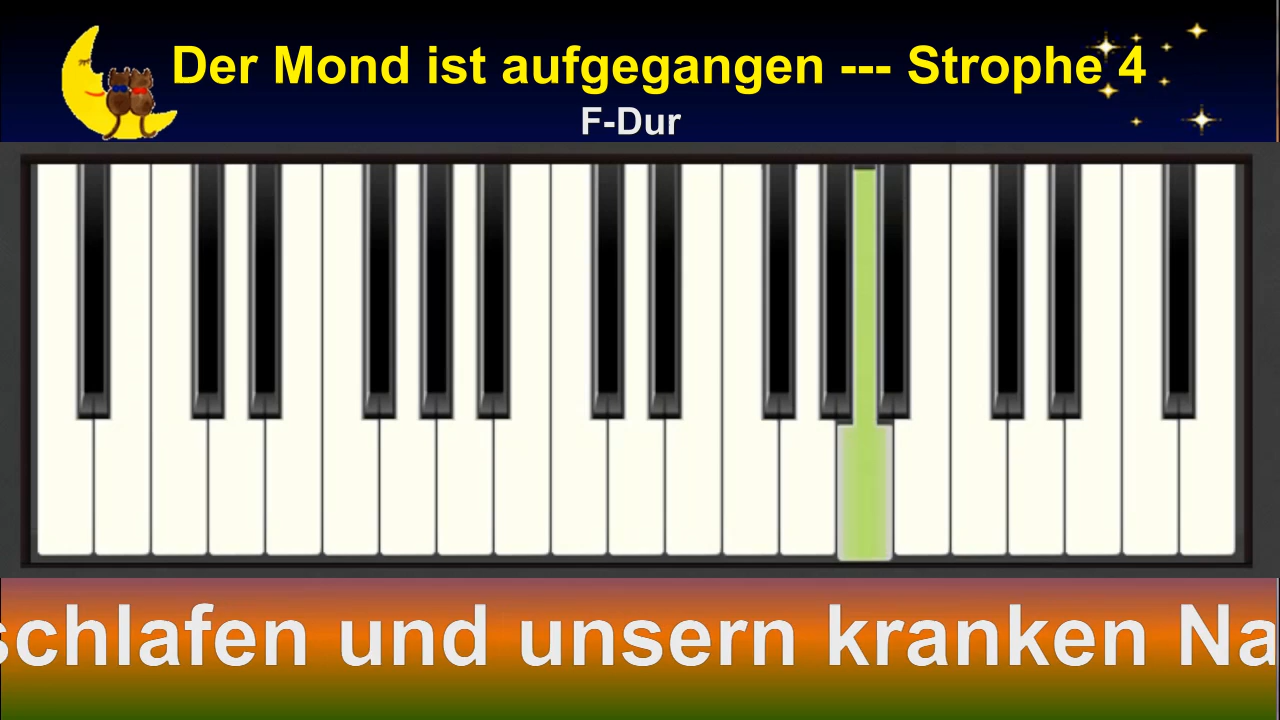 Der Mond ist aufgegangen --- Strophe 4
F-Dur
schlafen und unsern kranken Na